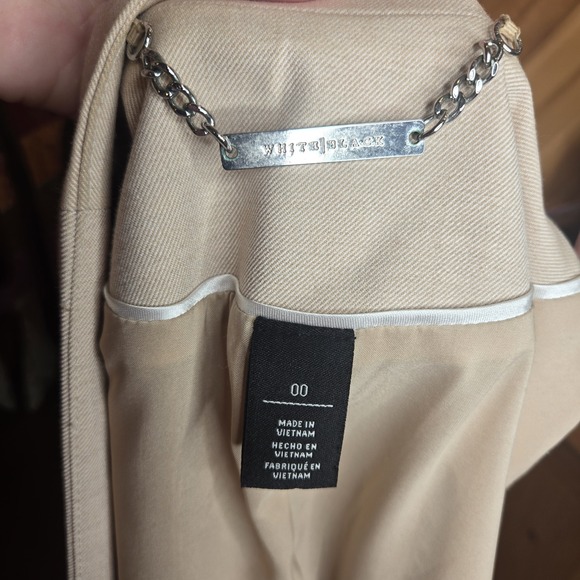 WHITE|BLACK
00
MADE IN
VIETNAM
HECHO EN
VIETNAM
FABRIQUÉ EN
VIETNAM